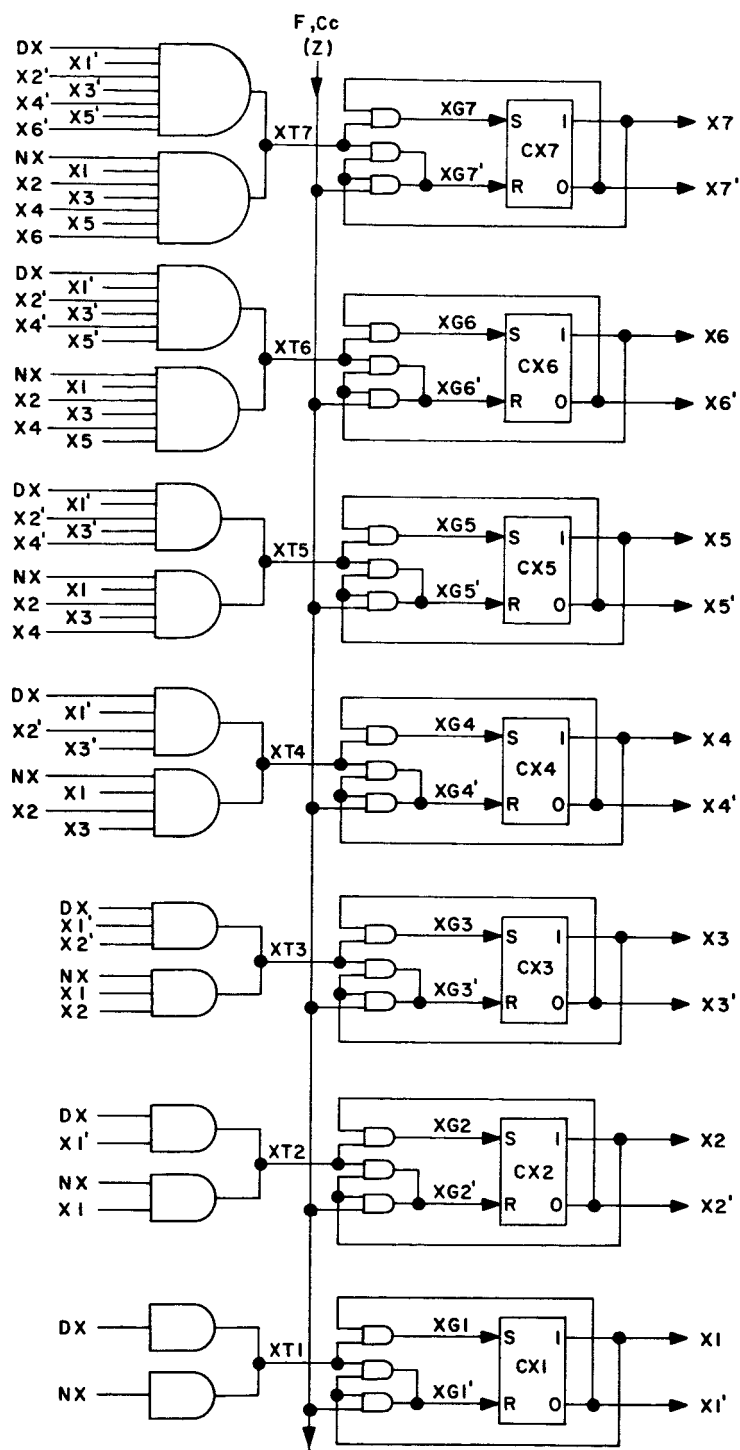 F,Cc
(Z)
DX
X1'
X2'
X3'
X4'
X5'
X6'
NX
X1
X2
X3
X4
X5
X6
XT7
XG7
XG7'
S 1
CX7
R 0
X7
X7'
DX
X1'
X2'
X3'
X4'
X5'
NX
X1
X2
X3
X4
X5
XT6
XG6
XG6'
S 1
CX6
R 0
X6
X6'
DX
X1'
X2'
X3'
X4'
NX
X1
X2
X3
X4
XT5
XG5
XG5'
S 1
CX5
R 0
X5
X5'
DX
X1'
X2'
X3'
NX
X1
X2
X3
XT4
XG4
XG4'
S 1
CX4
R 0
X4
X4'
DX
X1'
X2'
NX
X1
X2
XT3
XG3
XG3'
S 1
CX3
R 0
X3
X3'
DX
X1'
NX
X1
XT2
XG2
XG2'
S 1
CX2
R 0
X2
X2'
DX
NX
XT1
XG1
XG1'
S 1
CX1
R 0
X1
X1'